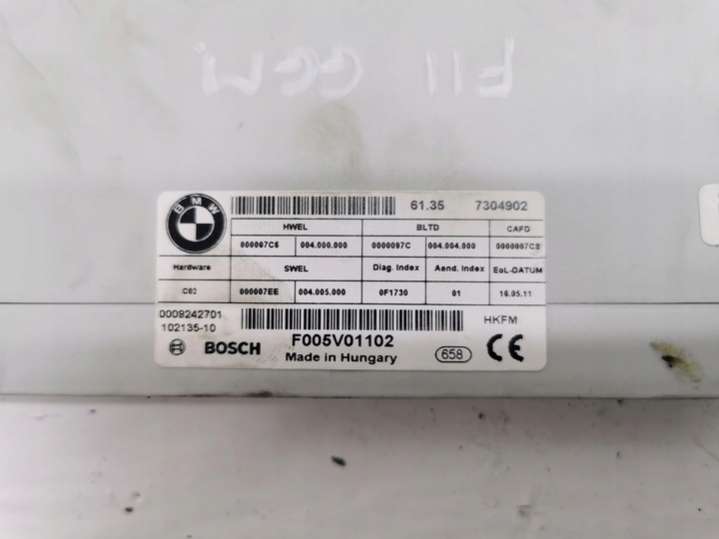 F11 GGM
BMW
61.35 7304902
HWEL BLTD CAFD
000007C6 004.000.000 0000097C 004.004.000 000007C8
Hardware SWEL Diag. Index Aend. Index EoL-DATUM
C02 000007EE 004.005.000 0F1730 01 16.05.11
0009242701
102135-10
HKFM
BOSCH F005V01102
Made in Hungary
658 CE